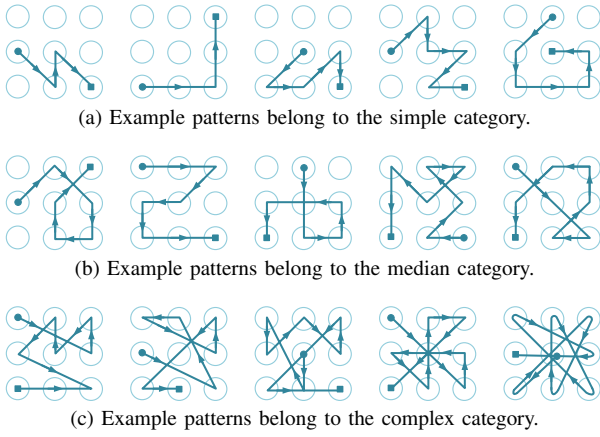 (a) Example patterns belong to the simple category.
(b) Example patterns belong to the median category.
(c) Example patterns belong to the complex category.